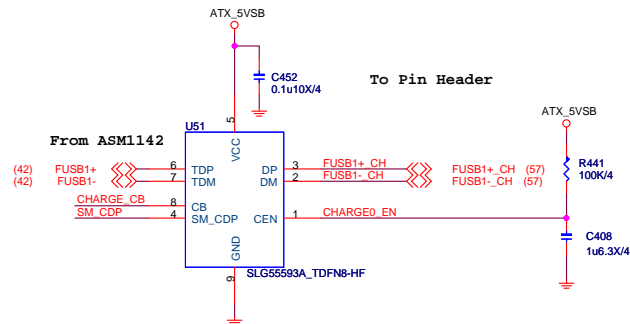 ATX_5VSB
C452
0.1u10X/4
To Pin Header
ATX_5VSB
From ASM1142
U51
5
VCC
R441
100K/4
(42) FUSB1+
6 TDP
DP 3
FUSB1+_CH
FUSB1+_CH (57)
(42) FUSB1-
7 TDM
DM 2
FUSB1-_CH
FUSB1-_CH (57)
CHARGE_CB
8 CB
SM_CDP
4 SM_CDP
CEN 1
CHARGE0_EN
GND
9
C408
1u6.3X/4
SLG55593A_TDFN8-HF